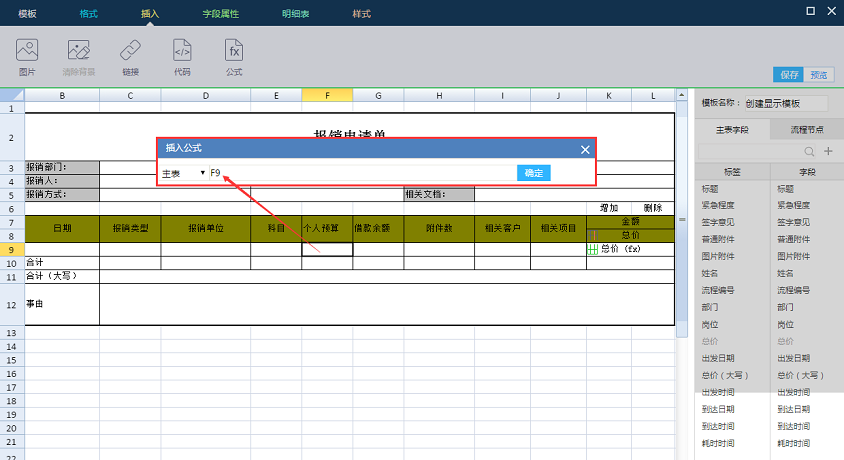 模板 格式 插入 字段属性 明细表 样式
图片 清除背景 链接 代码 公式
保存 预览
模板名称： 创建显示模板
主表字段 流程节点
标签 字段
标题 标题
紧急程度 紧急程度
签字意见 签字意见
普通附件 普通附件
图片附件 图片附件
姓名 姓名
流程编号 流程编号
部门 部门
岗位 岗位
总价 总价
出发日期 出发日期
总价（大写） 总价（大写）
出发时间 出发时间
到达日期 到达日期
到达时间 到达时间
耗时时间 耗时时间
B C D E F G H I J K L
1
2 报销申请单
插入公式
主表 F9 确定
3 报销部门：
4 报销人：
5 报销方式： 相关文档：
6 增加 删除
7 日期 报销类型 报销单位 科目 个人预算 借款余额 附件数 相关客户 相关项目 金额
8 总价
9 总价 (fx)
10 合计
11 合计（大写）
12 事由
13
14
15
16
17
18
19
20
21
22